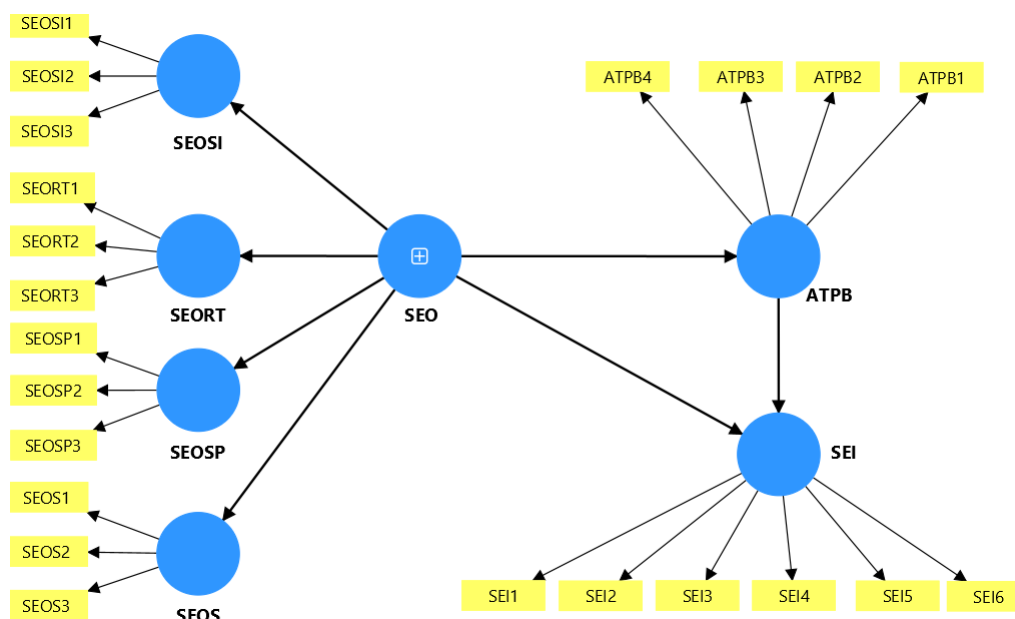 SEOSI1
SEOSI2
SEOSI3
SEOSI
SEORT1
SEORT2
SEORT3
SEORT
SEOSP1
SEOSP2
SEOSP3
SEOSP
SEOS1
SEOS2
SEOS3
SEOS
SEO
ATPB4 ATPB3 ATPB2 ATPB1
ATPB
SEI
SEI1 SEI2 SEI3 SEI4 SEI5 SEI6